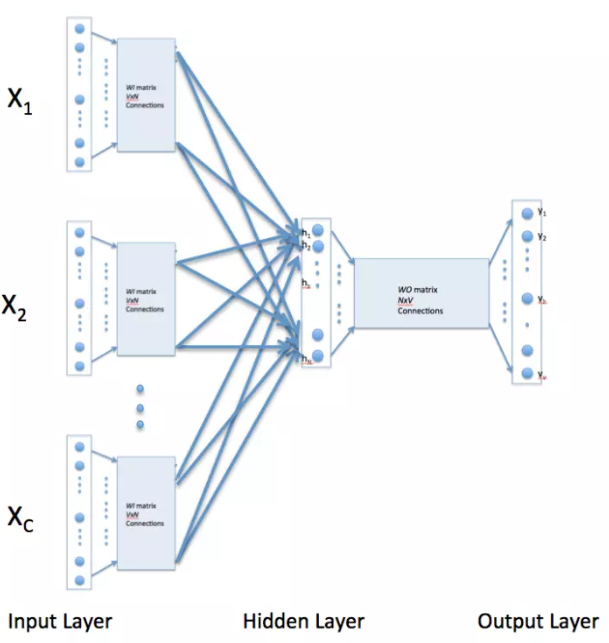 X1
WI matrix
VxN
Connections
X2
WI matrix
VxN
Connections
XC
WI matrix
VxN
Connections
h1
h2
WO matrix
NxV
Connections
y1
y2
Input Layer
Hidden Layer
Output Layer